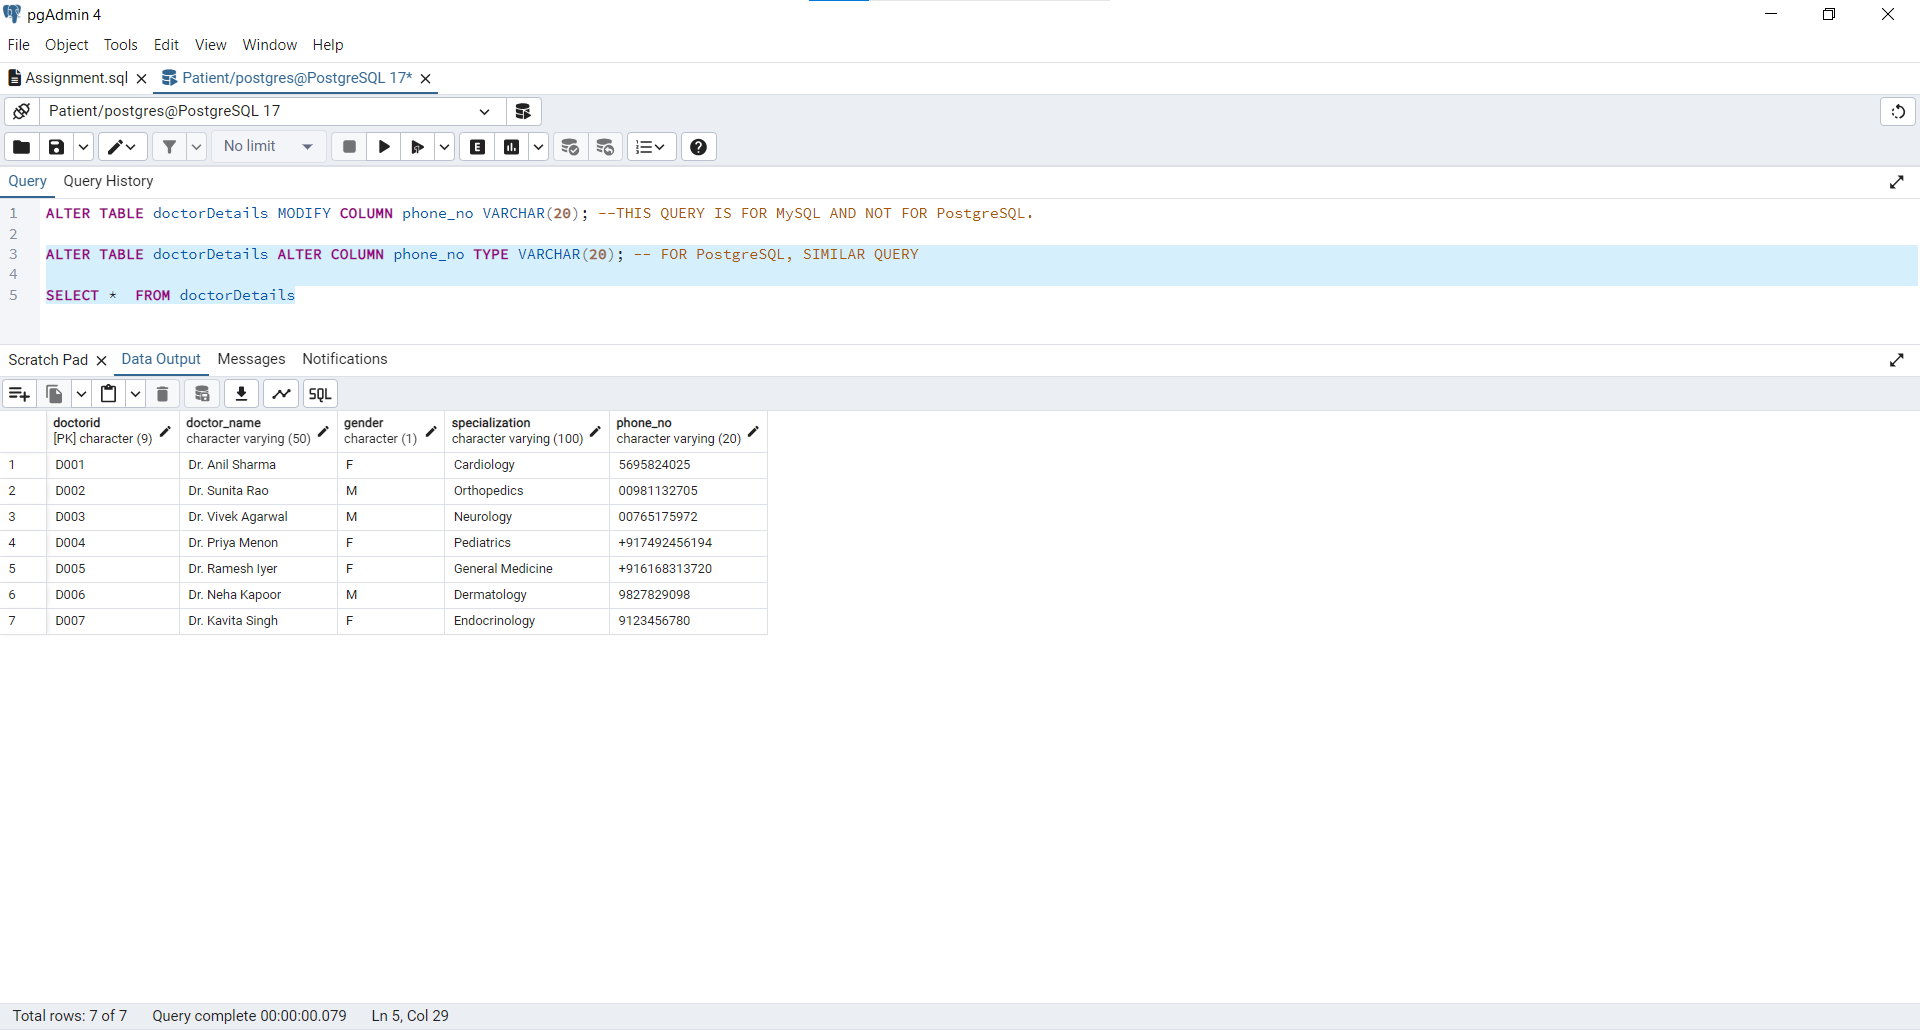 pgAdmin 4
File Object Tools Edit View Window Help
Assignment.sql Patient/postgres@PostgreSQL 17*
Patient/postgres@PostgreSQL 17
No limit E
Query Query History
1 ALTER TABLE doctorDetails MODIFY COLUMN phone_no VARCHAR(20); --THIS QUERY IS FOR MySQL AND NOT FOR PostgreSQL.
2
3 ALTER TABLE doctorDetails ALTER COLUMN phone_no TYPE VARCHAR(20); -- FOR PostgreSQL, SIMILAR QUERY
4
5 SELECT *  FROM doctorDetails
Scratch Pad Data Output Messages Notifications
SQL
doctorid doctor_name gender specialization phone_no
[PK] character (9) character varying (50) character (1) character varying (100) character varying (20)
1 D001 Dr. Anil Sharma F Cardiology 5695824025
2 D002 Dr. Sunita Rao M Orthopedics 00981132705
3 D003 Dr. Vivek Agarwal M Neurology 00765175972
4 D004 Dr. Priya Menon F Pediatrics +917492456194
5 D005 Dr. Ramesh Iyer F General Medicine +916168313720
6 D006 Dr. Neha Kapoor M Dermatology 9827829098
7 D007 Dr. Kavita Singh F Endocrinology 9123456780
Total rows: 7 of 7 Query complete 00:00:00.079 Ln 5, Col 29